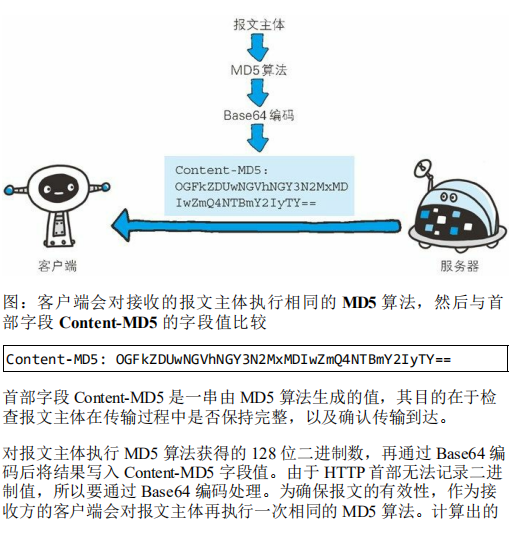 报文主体
MD5算法
Base64编码
Content-MD5:
OGFkZDUwNGVhNGY3N2MxMD
IwZmQ4NTBmY2IyTY==
客户端
服务器
图：客户端会对接收的报文主体执行相同的 MD5 算法，然后与首
部字段 Content-MD5 的字段值比较
Content-MD5: OGFkZDUwNGVhNGY3N2MxMDIwZmQ4NTBmY2IyTY==
首部字段 Content-MD5 是一串由 MD5 算法生成的值，其目的在于检
查报文主体在传输过程中是否保持完整，以及确认传输到达。
对报文主体执行 MD5 算法获得的 128 位二进制数，再通过 Base64 编
码后将结果写入 Content-MD5 字段值。由于 HTTP 首部无法记录二进
制值，所以要通过 Base64 编码处理。为确保报文的有效性，作为接
收方的客户端会对报文主体再执行一次相同的 MD5 算法。计算出的